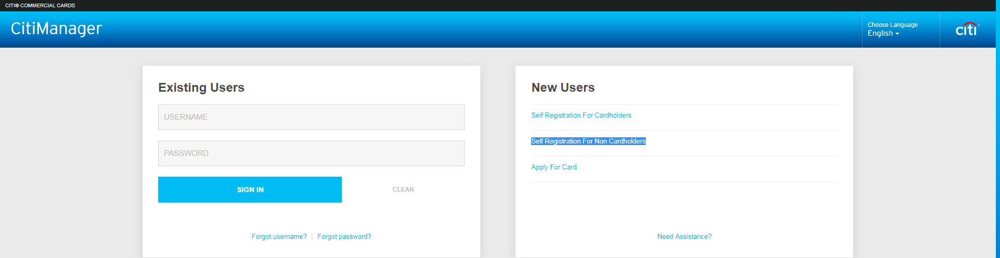 CITI® COMMERCIAL CARDS
CitiManager
Choose Language
English
citi
Existing Users
USERNAME
PASSWORD
SIGN IN
CLEAR
Forgot username? | Forgot password?
New Users
Self Registration For Cardholders
Self Registration For Non Cardholders
Apply For Card
Need Assistance?